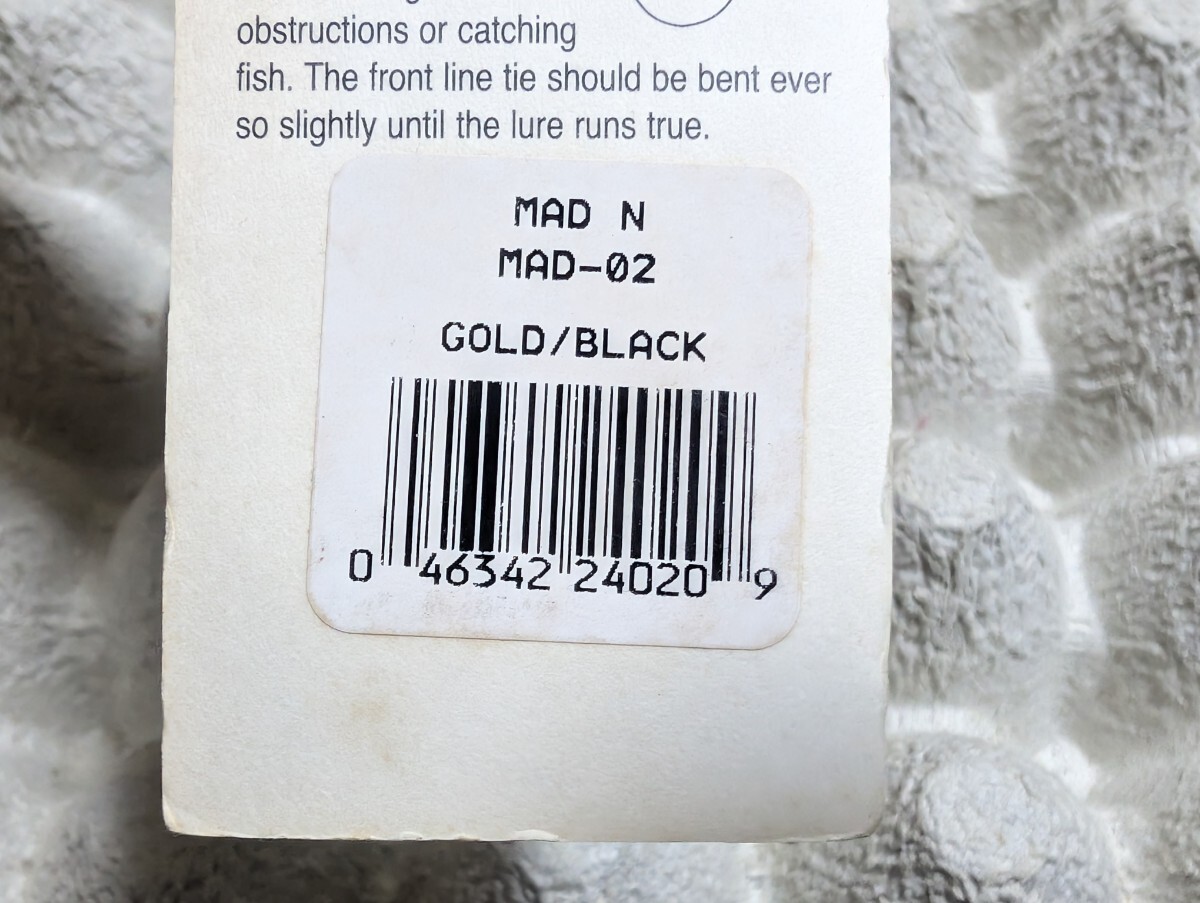 obstructions or catching
fish. The front line tie should be bent ever
so slightly until the lure runs true.
MAD N
MAD-02
GOLD/BLACK
0 46342 24020 9